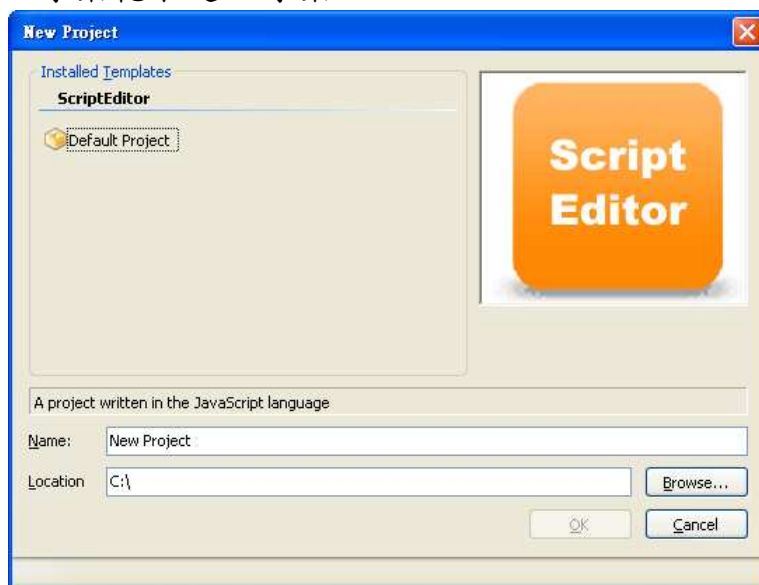 New Project
Installed Templates
ScriptEditor
Default Project
Script
Editor
A project written in the JavaScript language
Name:
New Project
Location
C:\
Browse...
OK
Cancel